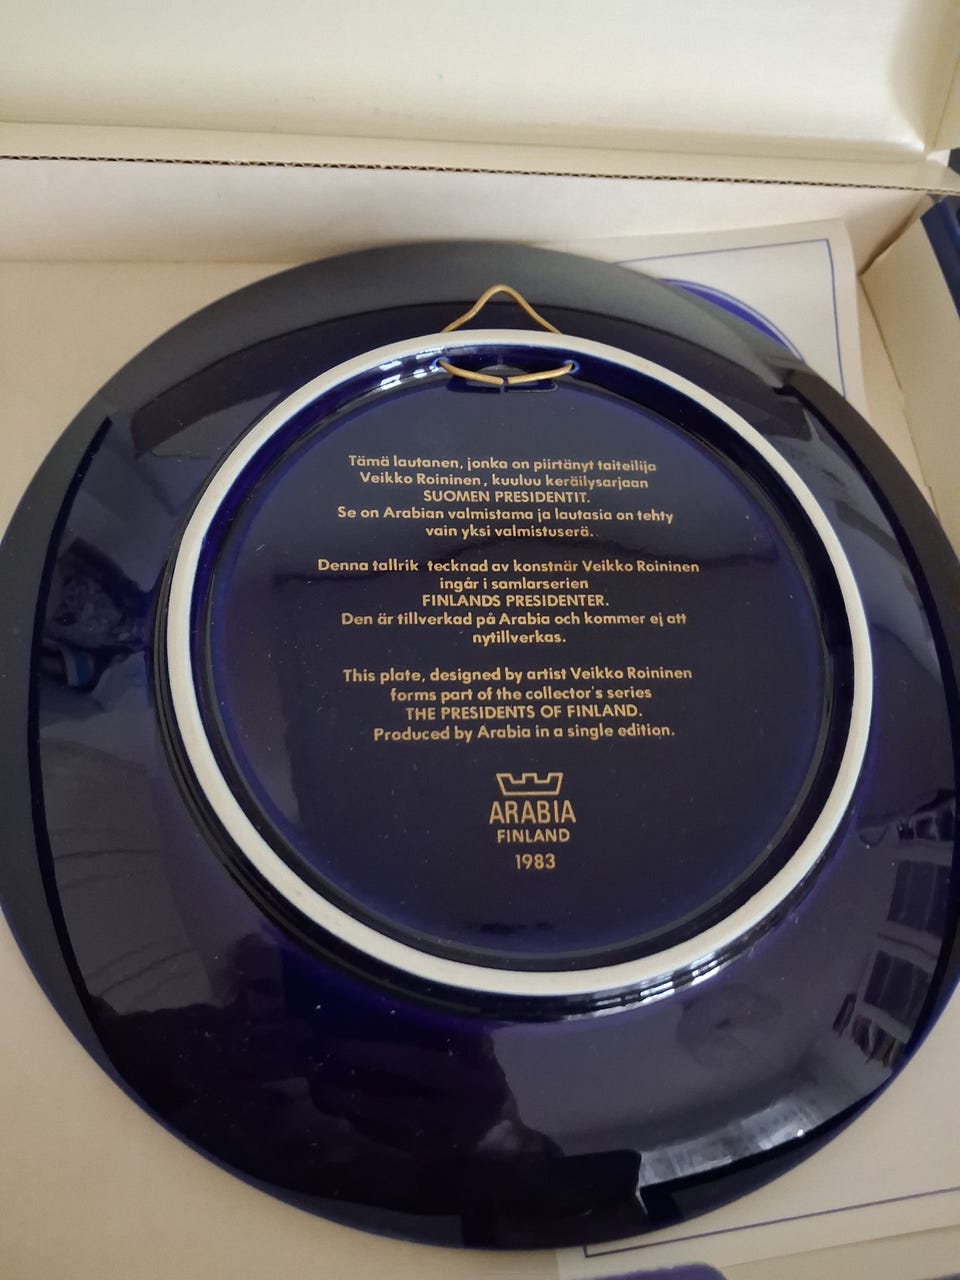 Tämä lautanen, jonka on piirtänyt taiteilija
Veikko Roininen, kuuluu keräilysarjaan
SUOMEN PRESIDENTIT.
Se on Arabian valmistama ja lautasia on tehty
vain yksi valmistuserä.
Denna tallrik tecknad av konstnär Veikko Roininen
ingår i samlarserien
FINLANDS PRESIDENTER.
Den är tillverkad på Arabia och kommer ej att
nytillverkas.
This plate, designed by artist Veikko Roininen
forms part of the collector's series
THE PRESIDENTS OF FINLAND.
Produced by Arabia in a single edition.
ARABIA
FINLAND
1983